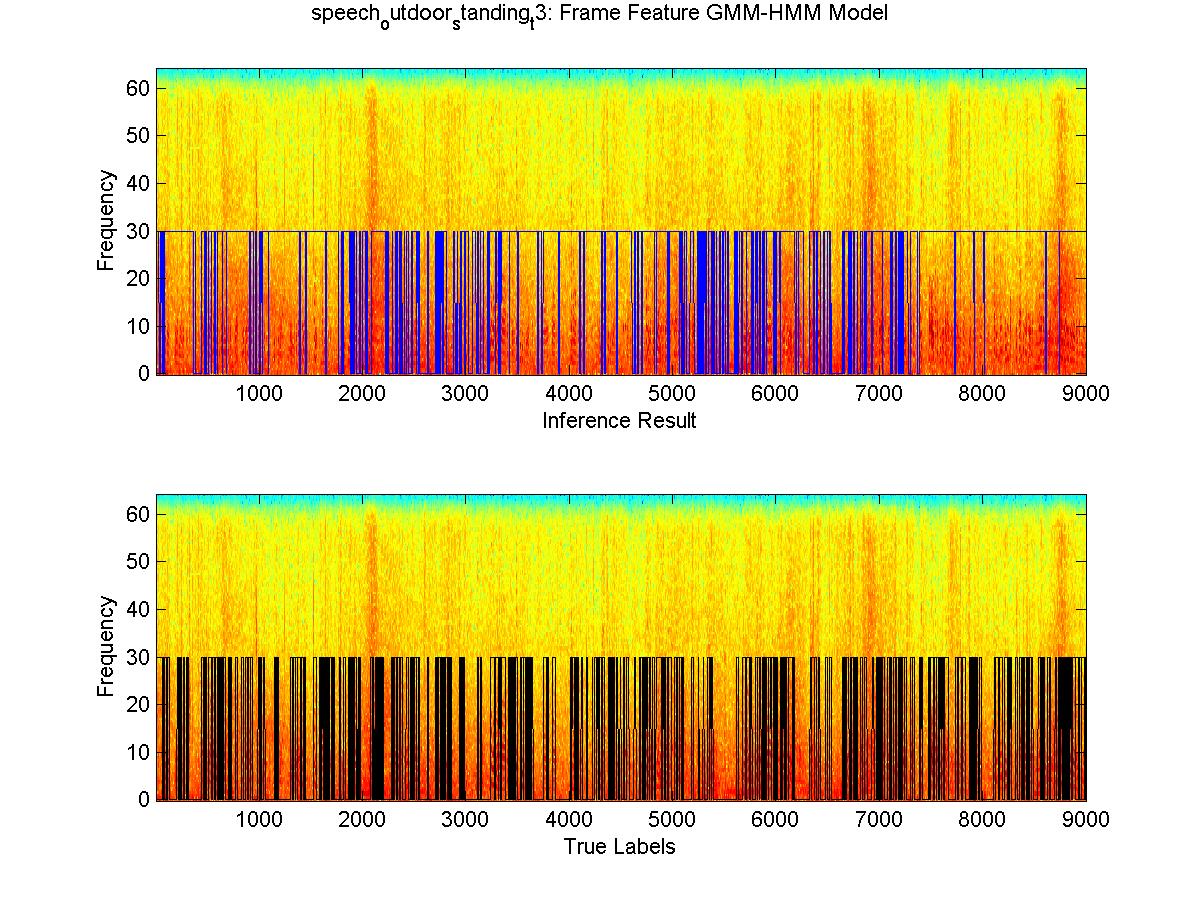 speech_outdoor_standing_t3: Frame Feature GMM-HMM Model
60
50
40
30
20
10
0
Frequency
1000 2000 3000 4000 5000 6000 7000 8000 9000
Inference Result
60
50
40
30
20
10
0
Frequency
1000 2000 3000 4000 5000 6000 7000 8000 9000
True Labels